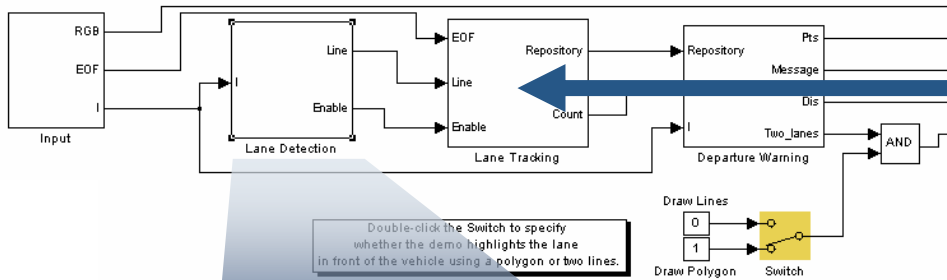 RGB
EOF
I
Input
I
Line
Enable
Lane Detection
EOF
Line
Enable
Repository
Count
Lane Tracking
Repository
I
Pts
Message
Dis
Two_lanes
Departure Warning
AND
Draw Lines
0
1
Draw Polygon
Switch
Double-click the Switch to specify
whether the demo highlights the lane
in front of the vehicle using a polygon or two lines.